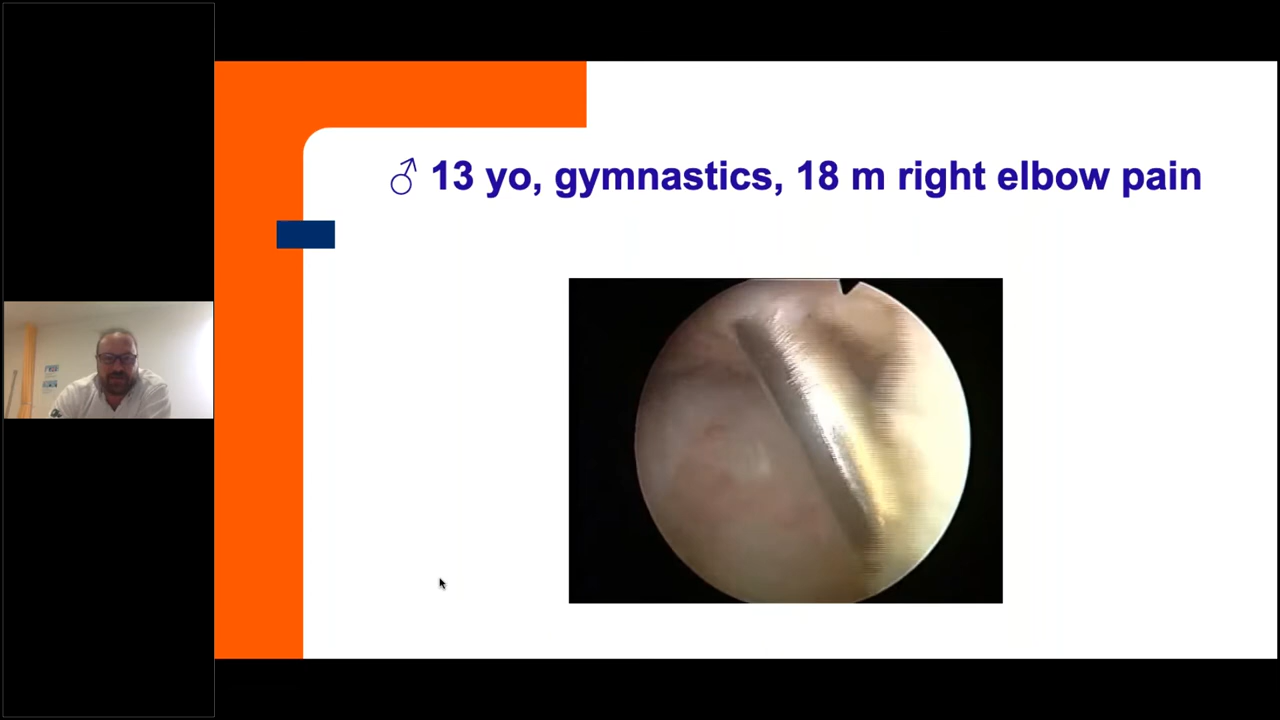 ♂ 13 yo, gymnastics, 18 m right elbow pain